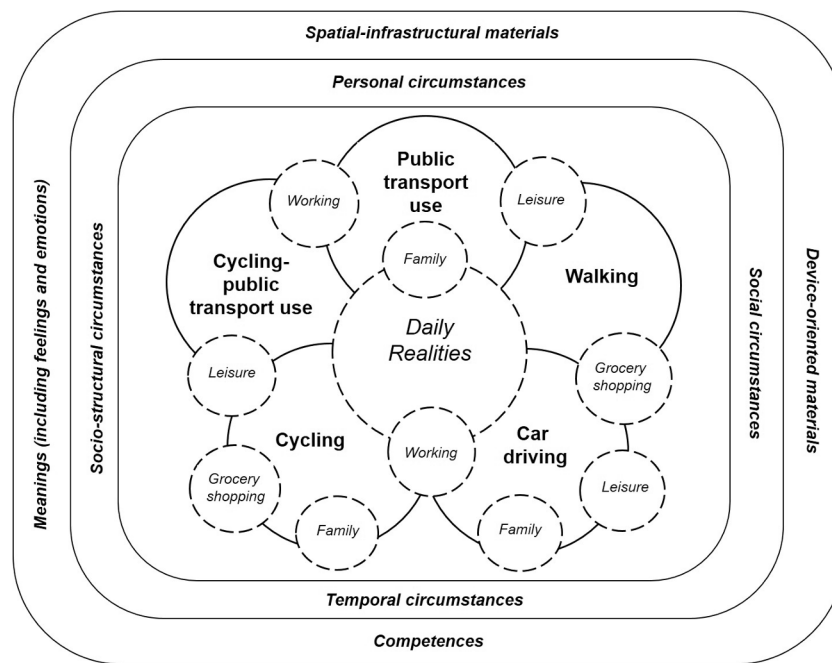 Spatial-infrastructural materials
Personal circumstances
Public
transport
use
Working
Leisure
Family
Cycling-
public
transport use
Walking
Daily
Realities
Meanings (including feelings and emotions)
Socio-structural circumstances
Social circumstances
Device-oriented materials
Leisure
Grocery
shopping
Cycling
Working
Car
driving
Grocery
shopping
Leisure
Family
Family
Temporal circumstances
Competences